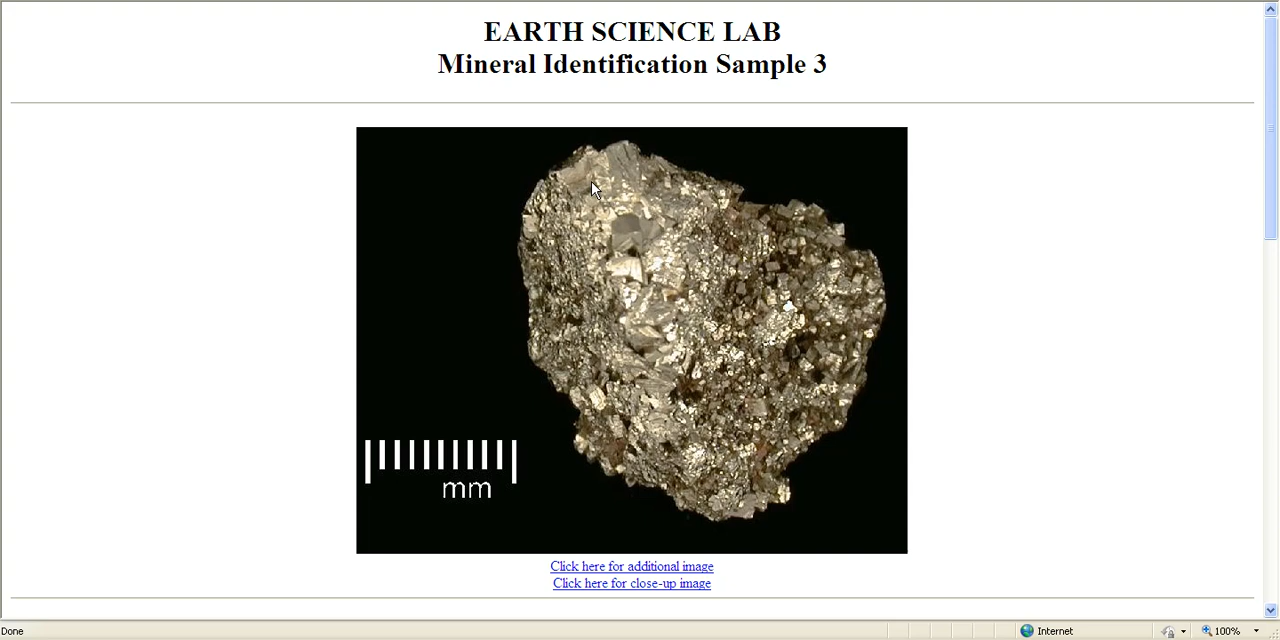 EARTH SCIENCE LAB
Mineral Identification Sample 3
mm
Click here for additional image
Click here for close-up image
Done
Internet
100%